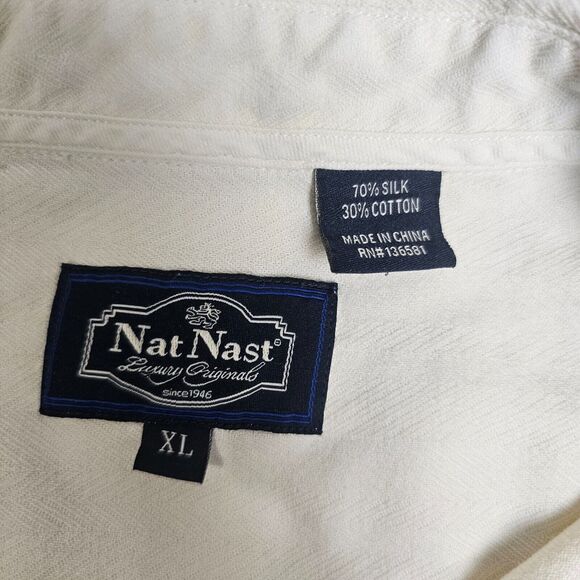 70% SILK
30% COTTON
MADE IN CHINA
RN# 136581
Nat Nast
Luxury Originals
since 1946
XL